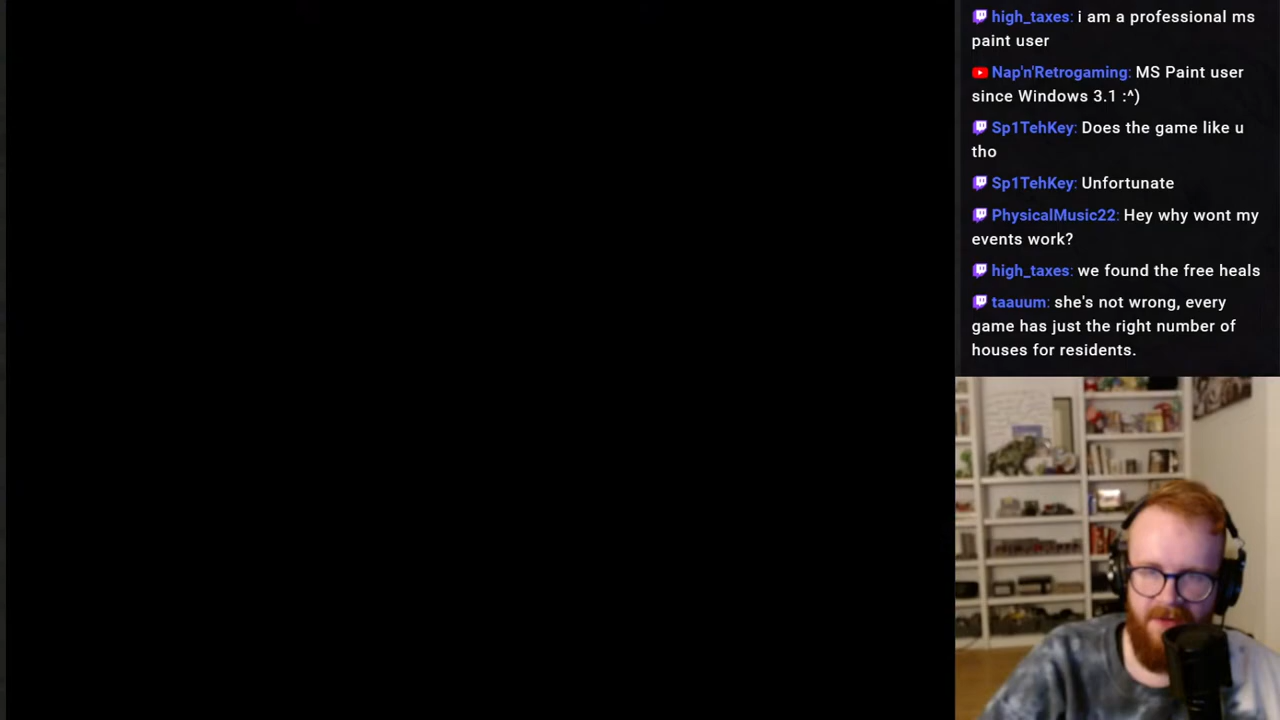 high_taxes: i am a professional ms
paint user
Nap'n'Retrogaming: MS Paint user
since Windows 3.1 :^)
Sp1TehKey: Does the game like u
tho
Sp1TehKey: Unfortunate
PhysicalMusic22: Hey why wont my
events work?
high_taxes: we found the free heals
taauum: she's not wrong, every
game has just the right number of
houses for residents.